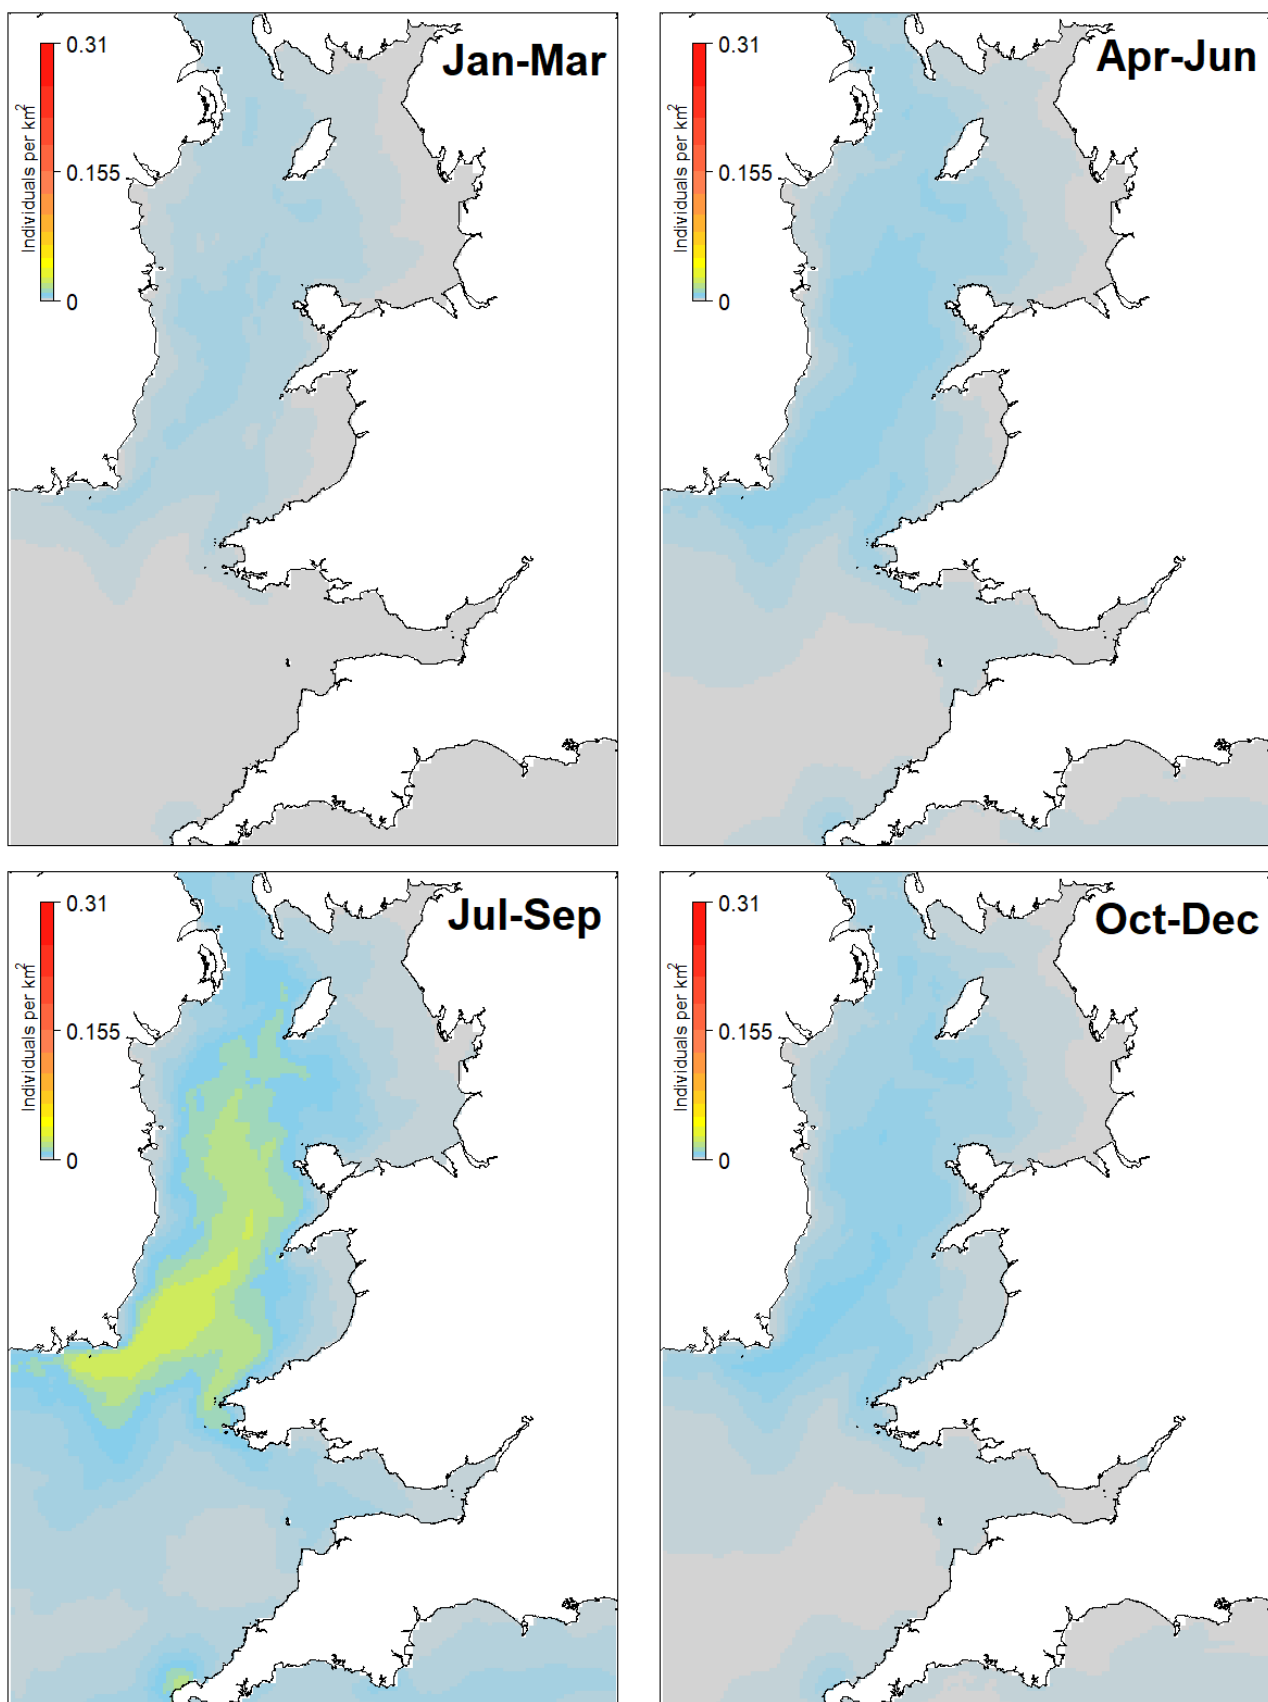 Jan-Mar
0.31
0.155
0
Individuals per km2
Apr-Jun
0.31
0.155
0
Individuals per km2
Jul-Sep
0.31
0.155
0
Individuals per km2
Oct-Dec
0.31
0.155
0
Individuals per km2